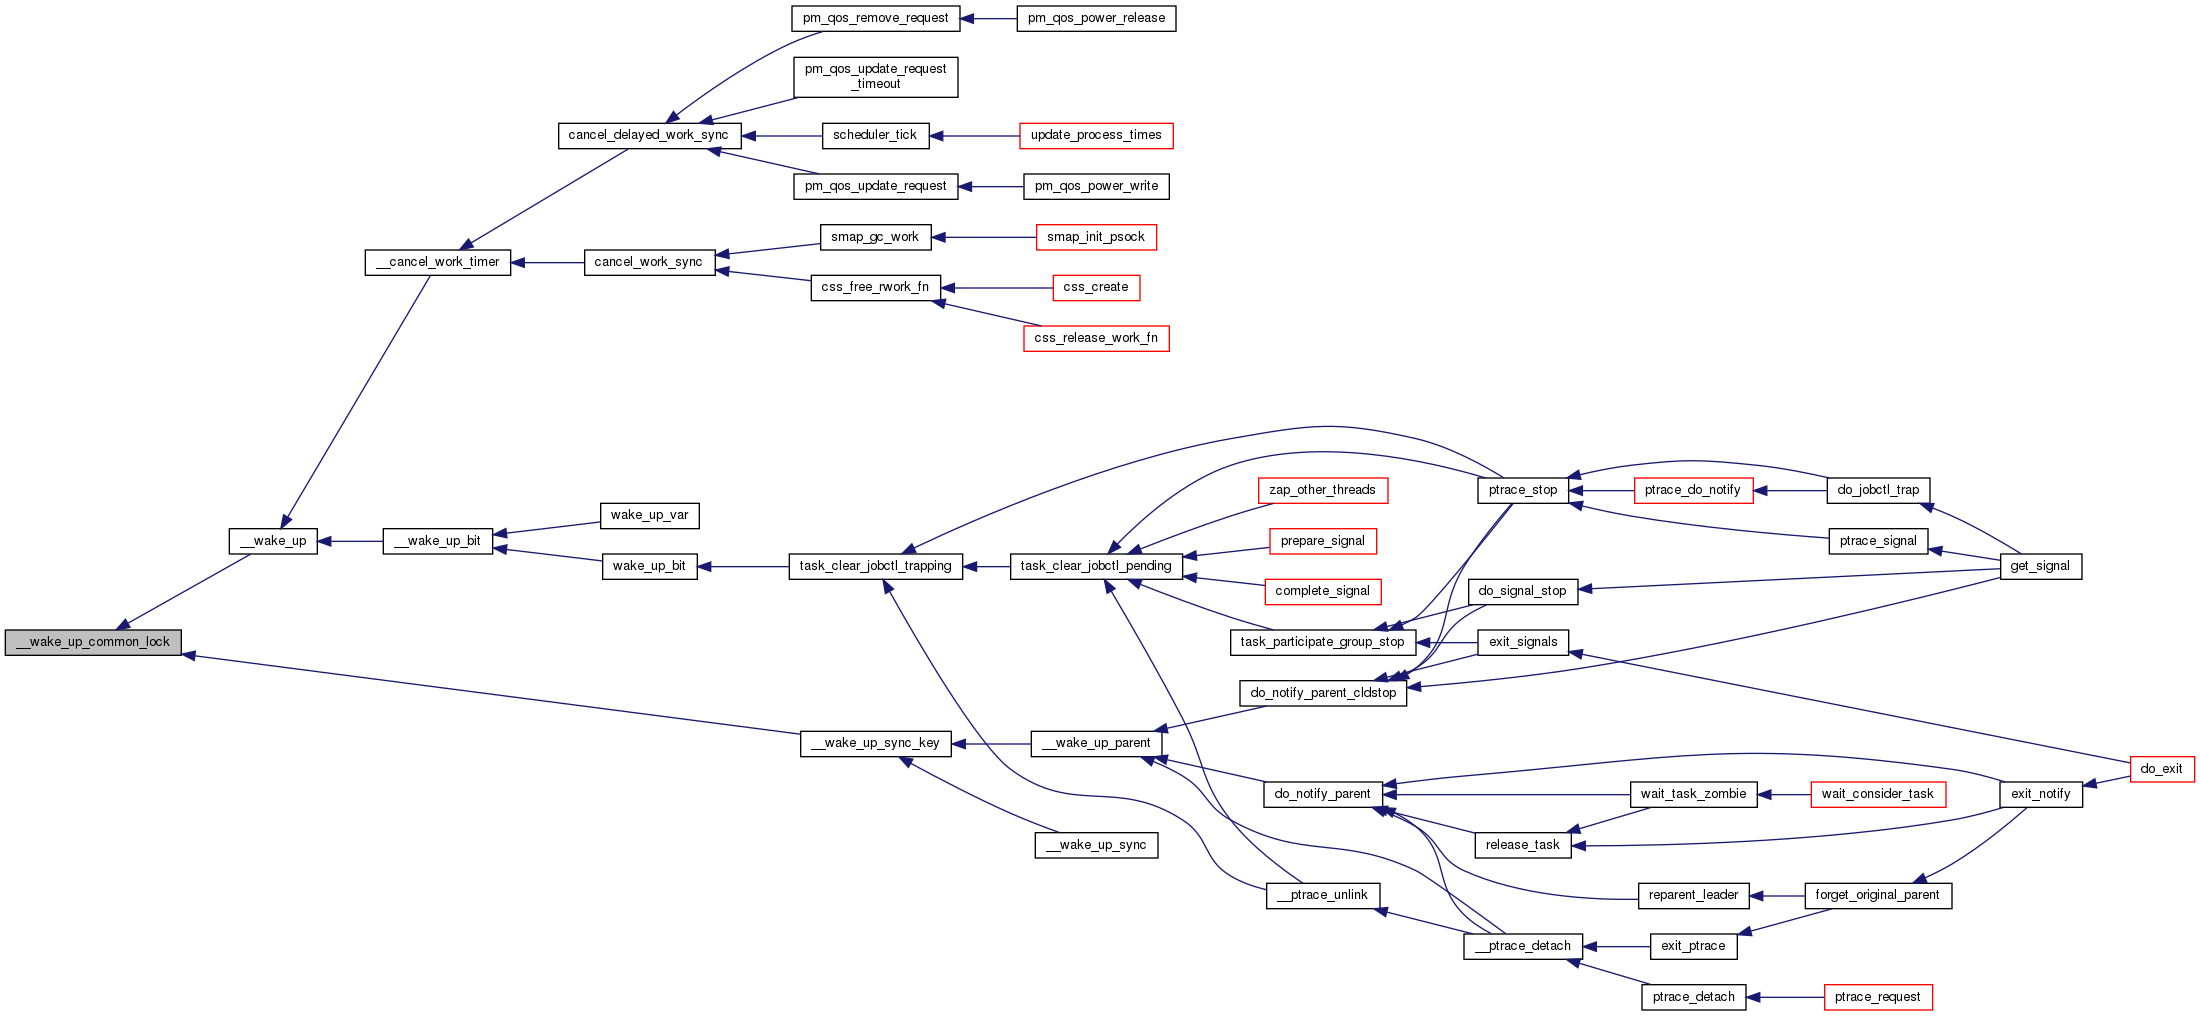 pm_qos_remove_request
pm_qos_power_release
pm_qos_update_request
_timeout
cancel_delayed_work_sync
scheduler_tick
update_process_times
pm_qos_update_request
pm_qos_power_write
smap_gc_work
smap_init_psock
__cancel_work_timer
cancel_work_sync
css_free_rwork_fn
css_create
css_release_work_fn
ptrace_stop
do_jobctl_trap
zap_other_threads
ptrace_do_notify
wake_up_var
__wake_up
__wake_up_bit
prepare_signal
ptrace_signal
wake_up_bit
task_clear_jobctl_trapping
task_clear_jobctl_pending
get_signal
complete_signal
do_signal_stop
__wake_up_common_lock
task_participate_group_stop
exit_signals
do_notify_parent_cldstop
__wake_up_sync_key
__wake_up_parent
do_exit
do_notify_parent
wait_task_zombie
wait_consider_task
exit_notify
__wake_up_sync
release_task
__ptrace_unlink
reparent_leader
forget_original_parent
__ptrace_detach
exit_ptrace
ptrace_detach
ptrace_request